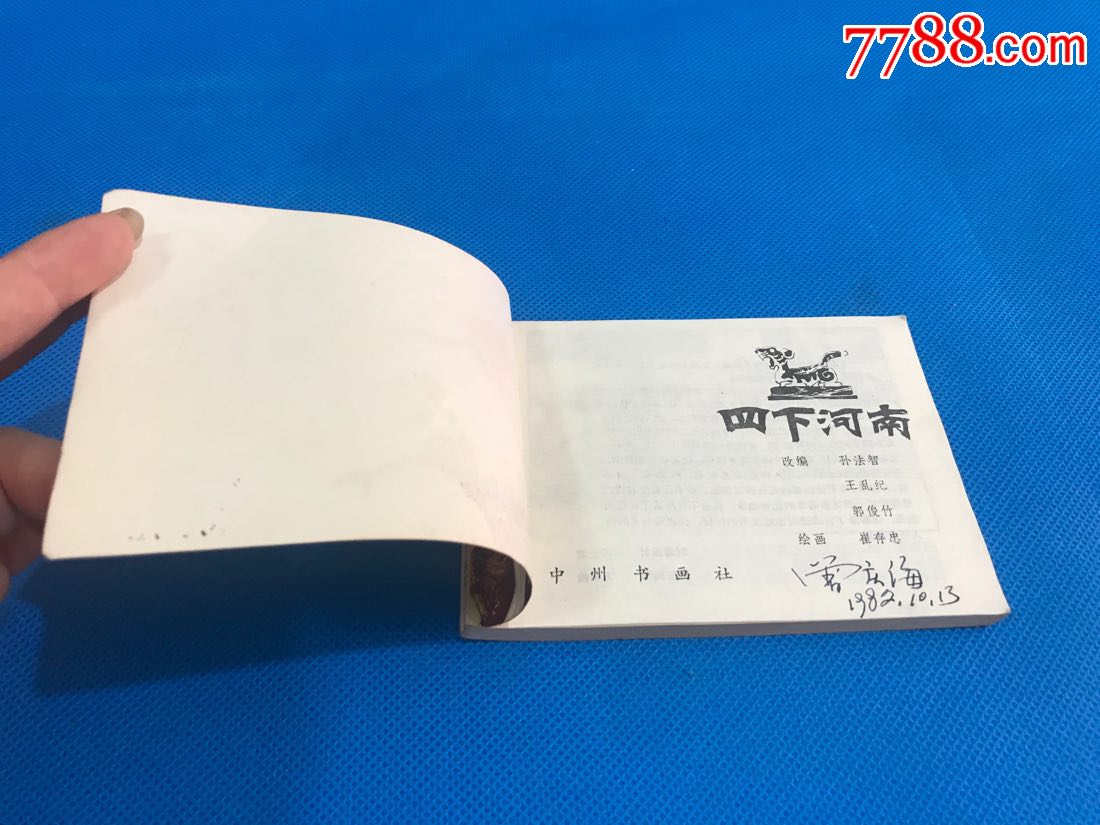 7788.com
四下河南
改编 孙法智
王乱纪
郭俊竹
绘画 崔存忠
中州书画社
1982.10.13